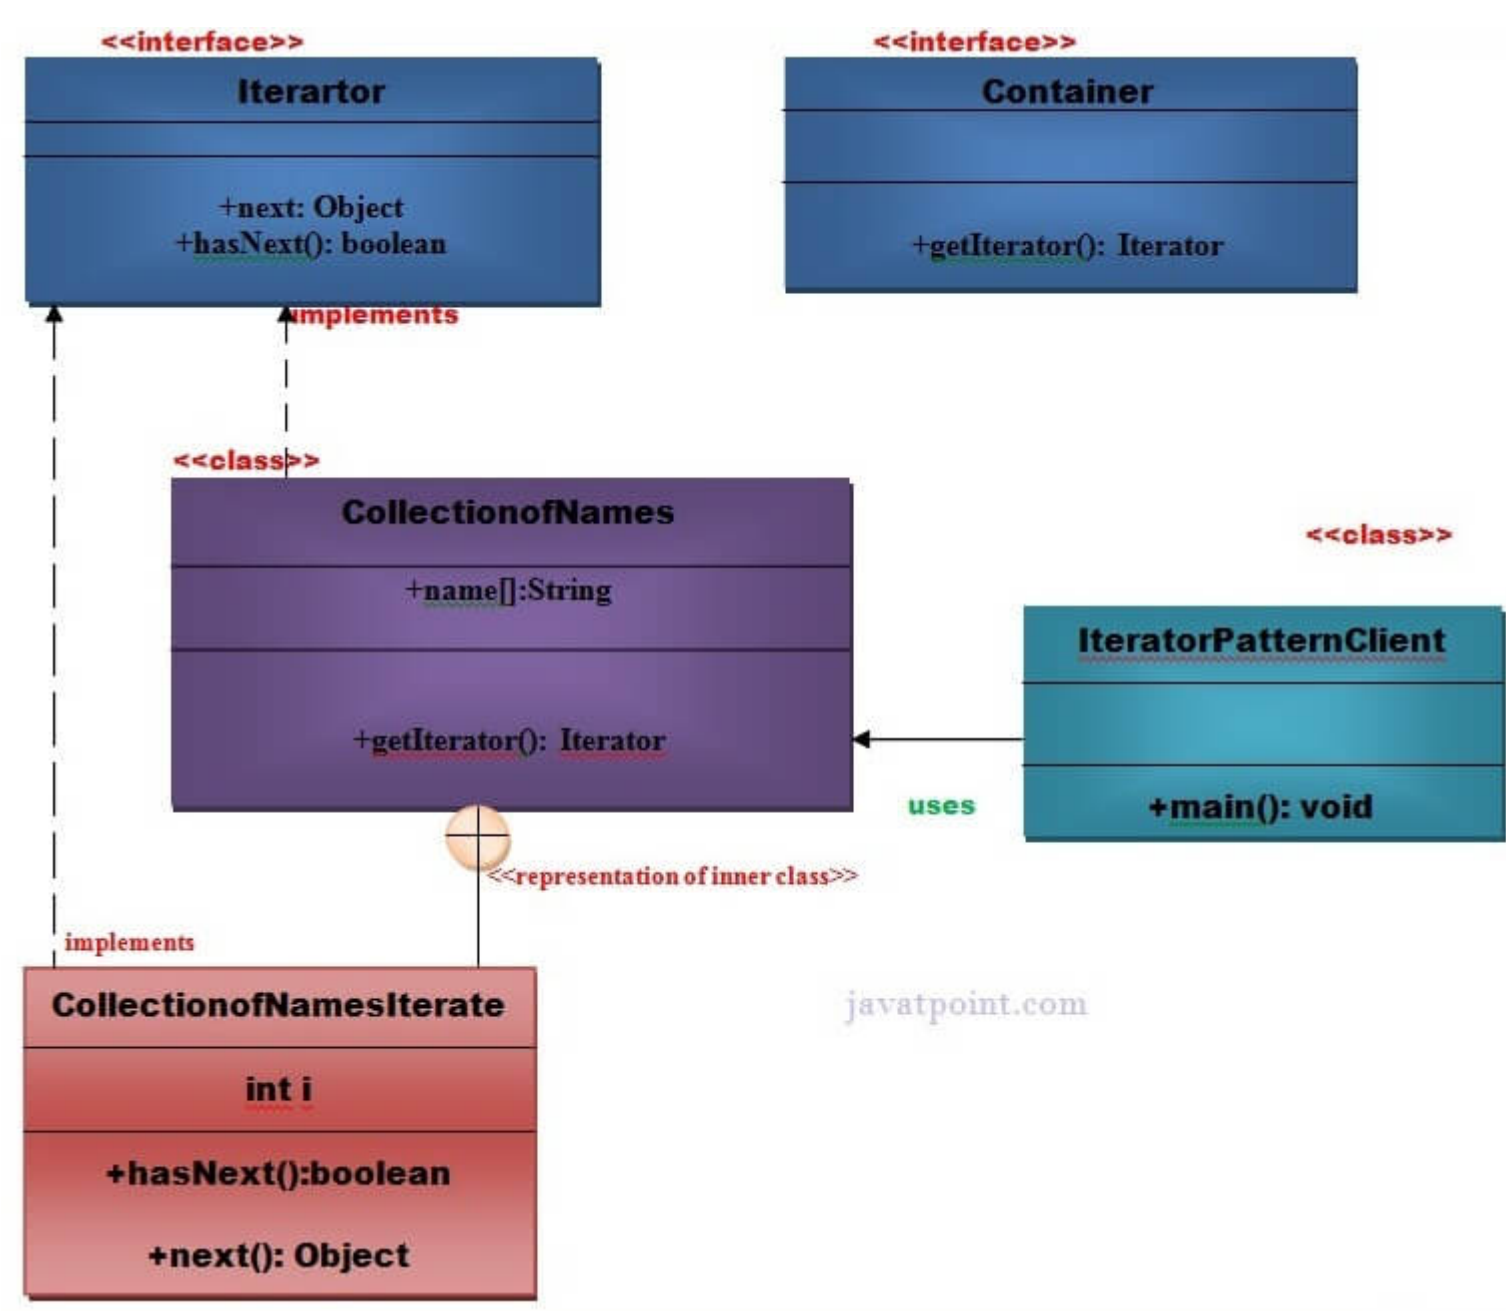 <<interface>>
Iterartor
+next: Object
+hasNext(): boolean
<<interface>>
Container
+getIterator(): Iterator
implements
<<class>>
CollectionofNames
+name[]:String
+getIterator(): Iterator
<<class>>
IteratorPatternClient
+main(): void
uses
<<representation of inner class>>
implements
CollectionofNamesIterate
int i
+hasNext():boolean
+next(): Object
javatpoint.com